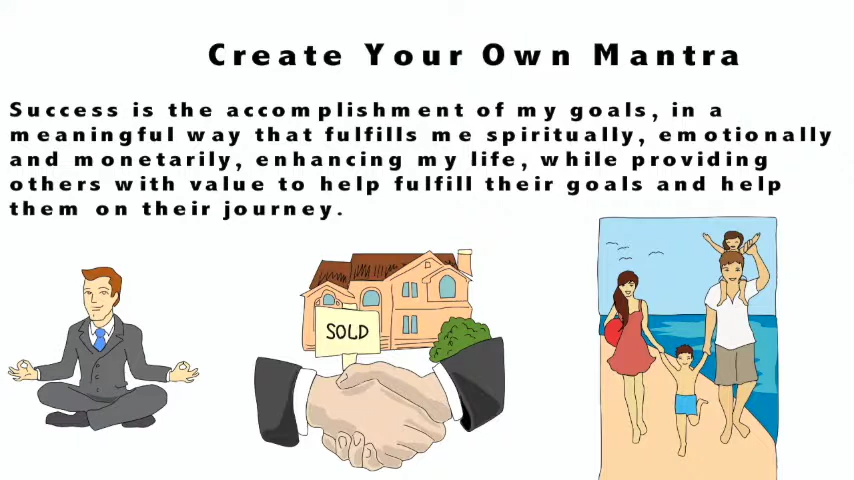 Create Your Own Mantra
Success is the accomplishment of my goals, in a
meaningful way that fulfills me spiritually, emotionally
and monetarily, enhancing my life, while providing
others with value to help fulfill their goals and help
them on their journey.
SOLD